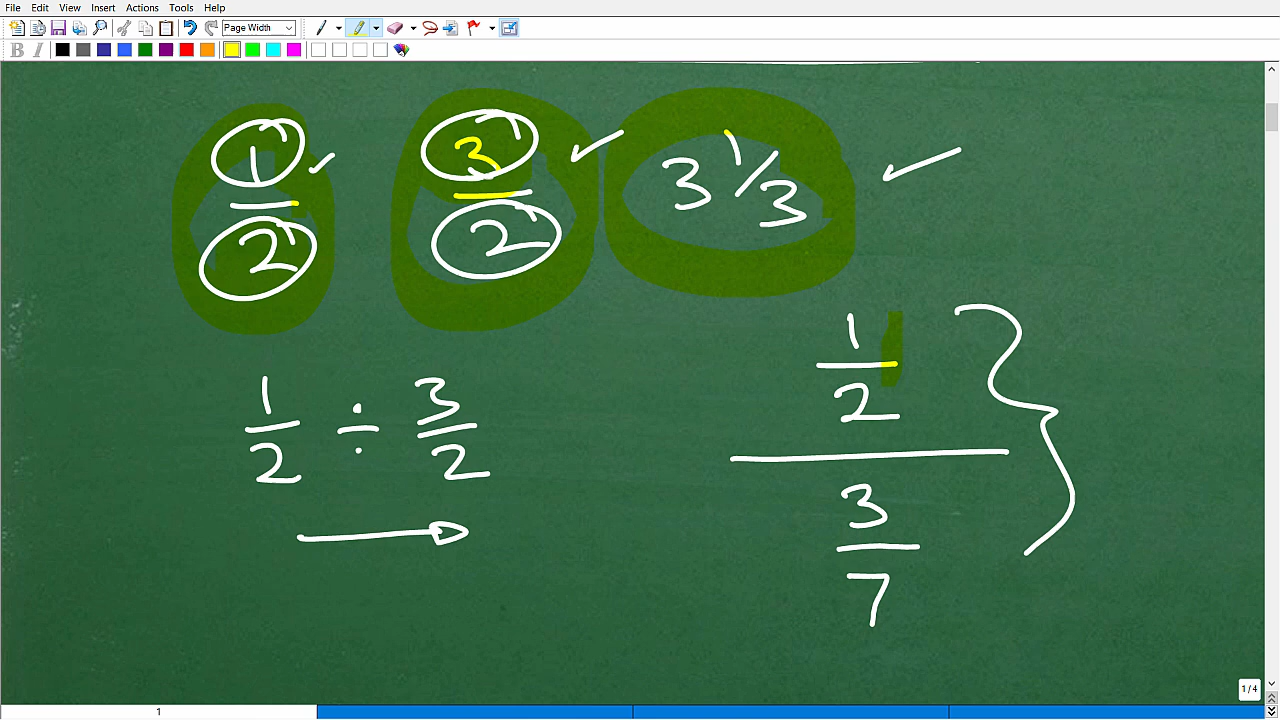 File Edit View Insert Actions Tools Help
Page Width
B I
1/2 3/2 3 1/3
1/2 ÷ 3/2
1/2
3/7
1/4
1